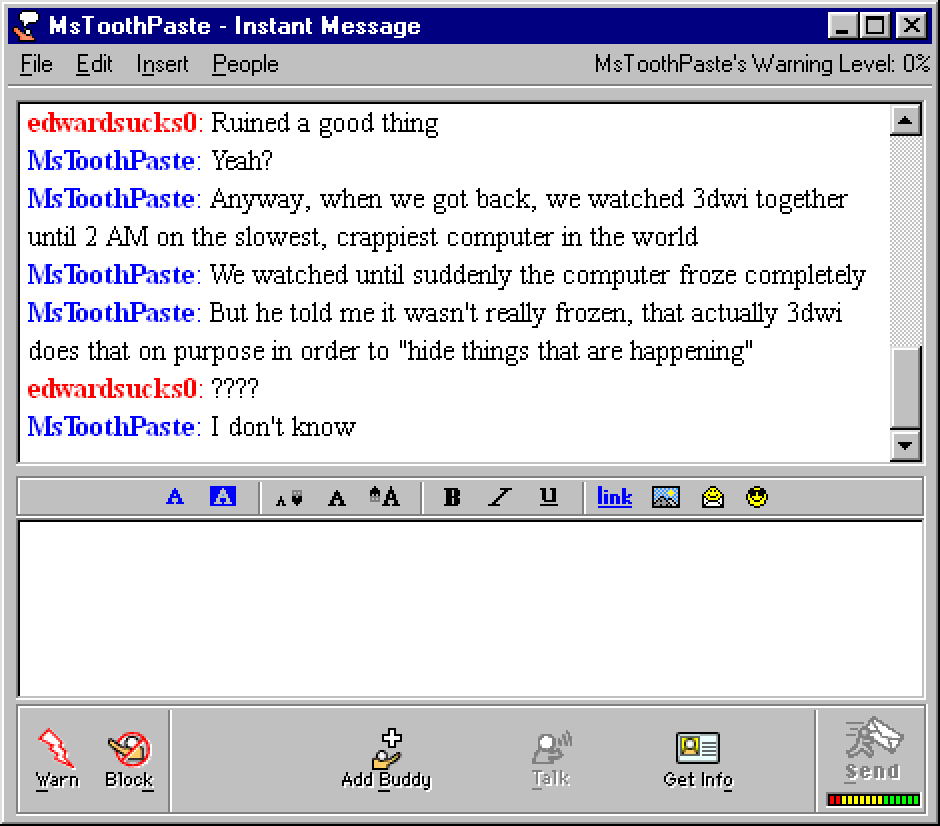 MsToothPaste - Instant Message
File Edit Insert People MsToothPaste's Warning Level: 0%
edwardsucks0: Ruined a good thing
MsToothPaste: Yeah?
MsToothPaste: Anyway, when we got back, we watched 3dwi together
until 2 AM on the slowest, crappiest computer in the world
MsToothPaste: We watched until suddenly the computer froze completely
MsToothPaste: But he told me it wasn't really frozen, that actually 3dwi
does that on purpose in order to "hide things that are happening"
edwardsucks0: ????
MsToothPaste: I don't know
A A A A A B I U link
Warn Block Add Buddy Talk Get Info Send